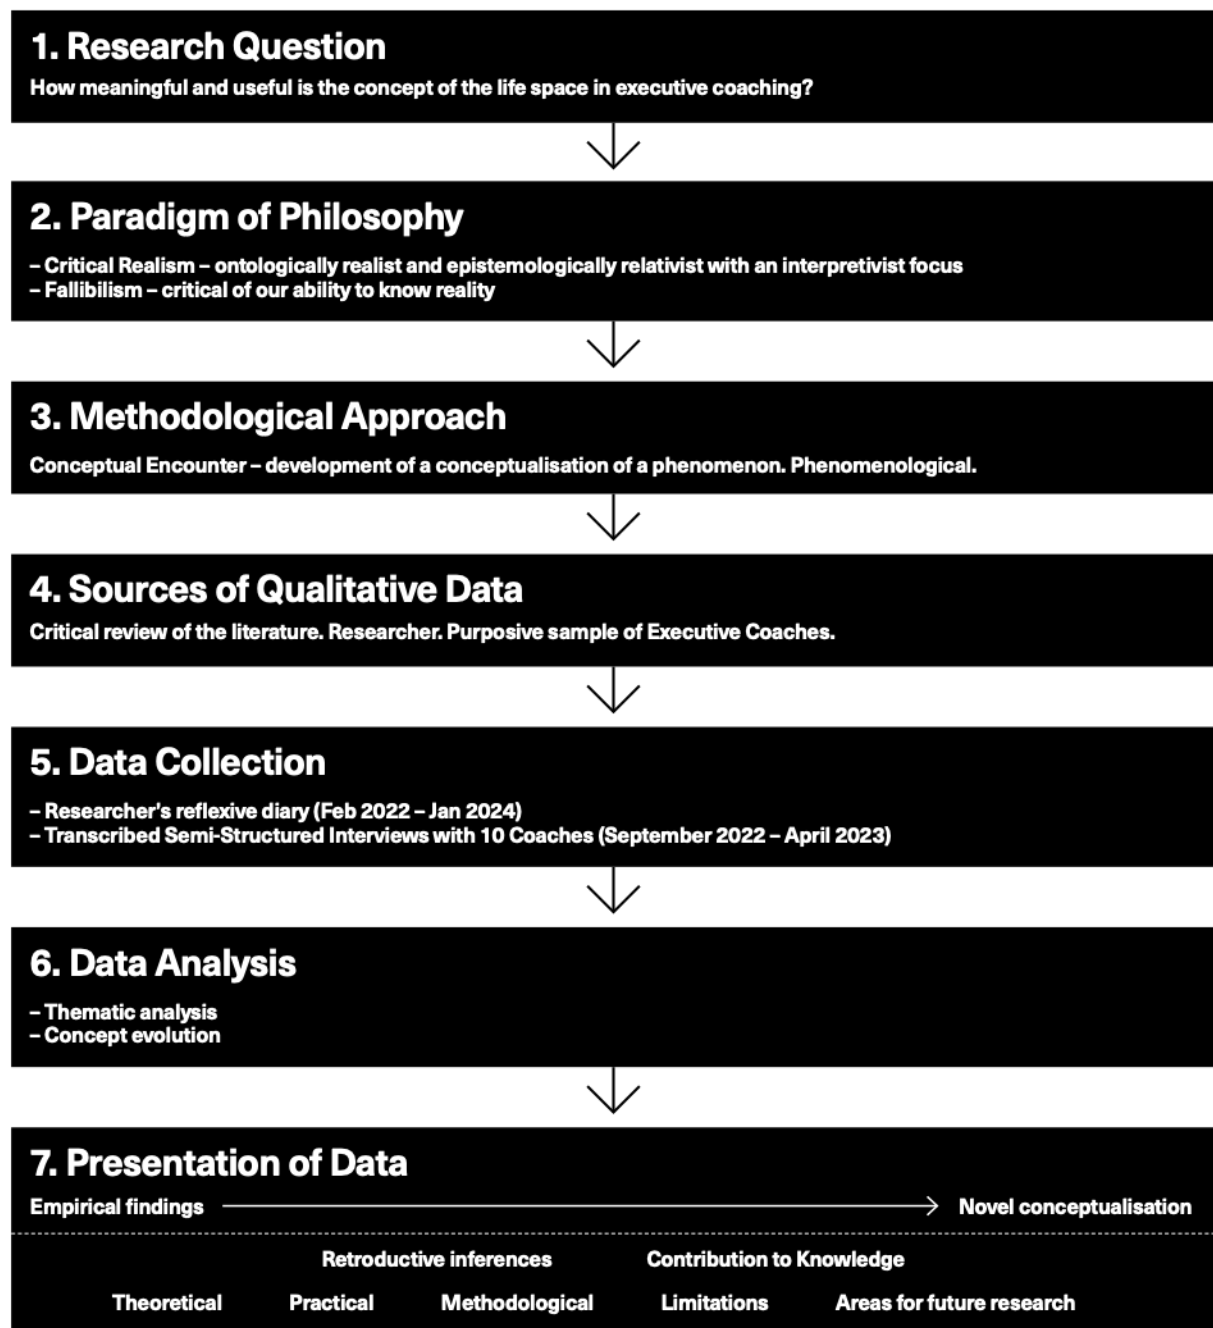 1. Research Question
How meaningful and useful is the concept of the life space in executive coaching?
2. Paradigm of Philosophy
– Critical Realism – ontologically realist and epistemologically relativist with an interpretivist focus
– Fallibilism – critical of our ability to know reality
3. Methodological Approach
Conceptual Encounter – development of a conceptualisation of a phenomenon. Phenomenological.
4. Sources of Qualitative Data
Critical review of the literature. Researcher. Purposive sample of Executive Coaches.
5. Data Collection
– Researcher's reflexive diary (Feb 2022 – Jan 2024)
– Transcribed Semi-Structured Interviews with 10 Coaches (September 2022 – April 2023)
6. Data Analysis
– Thematic analysis
– Concept evolution
7. Presentation of Data
Empirical findings Novel conceptualisation
Retroductive inferences Contribution to Knowledge
Theoretical Practical Methodological Limitations Areas for future research